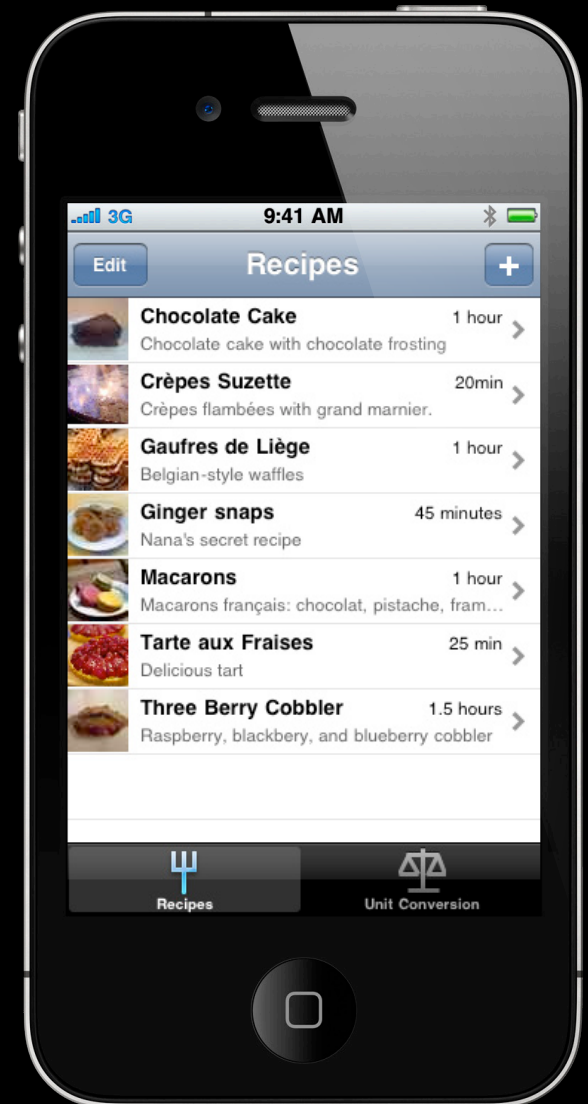 3G 9:41 AM
Edit Recipes +
Chocolate Cake 1 hour
Chocolate cake with chocolate frosting
Crèpes Suzette 20min
Crèpes flambées with grand marnier.
Gaufres de Liège 1 hour
Belgian-style waffles
Ginger snaps 45 minutes
Nana's secret recipe
Macarons 1 hour
Macarons français: chocolat, pistache, fram…
Tarte aux Fraises 25 min
Delicious tart
Three Berry Cobbler 1.5 hours
Raspberry, blackbery, and blueberry cobbler
Recipes Unit Conversion